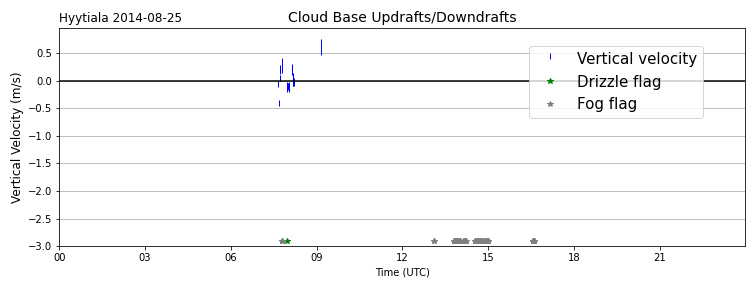 Hyytiala 2014-08-25
Cloud Base Updrafts/Downdrafts
Vertical Velocity (m/s)
0.5
0.0
−0.5
−1.0
−1.5
−2.0
−2.5
−3.0
Vertical velocity
Drizzle flag
Fog flag
00 03 06 09 12 15 18 21
Time (UTC)